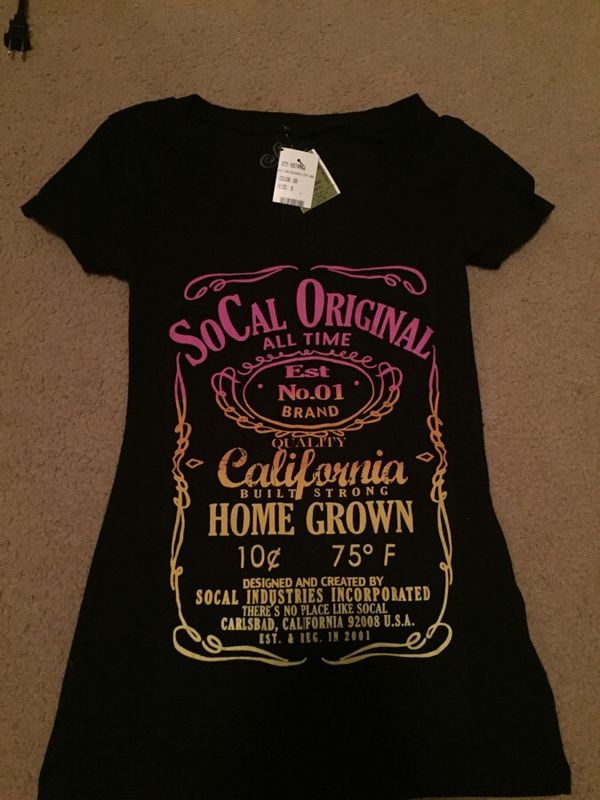 SoCAL ORIGINAL
ALL TIME
Est
No.01
BRAND
QUALITY
California
BUILT STRONG
HOME GROWN
10¢ 75° F
DESIGNED AND CREATED BY
SOCAL INDUSTRIES INCORPORATED
THERE'S NO PLACE LIKE SOCAL
CARLSBAD, CALIFORNIA 92008 U.S.A.
EST. & REG. IN 2001